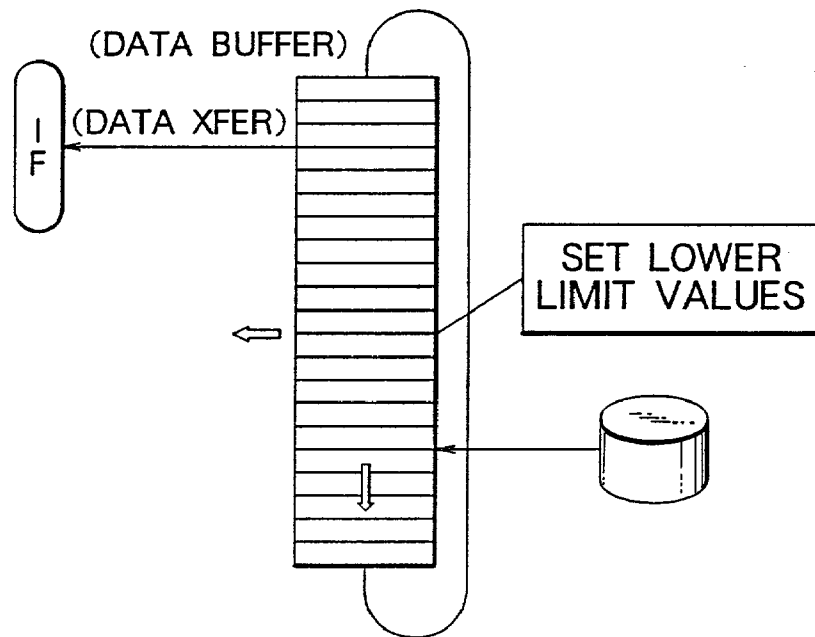 (DATA BUFFER)
(DATA XFER)
I
F
SET LOWER
LIMIT VALUES